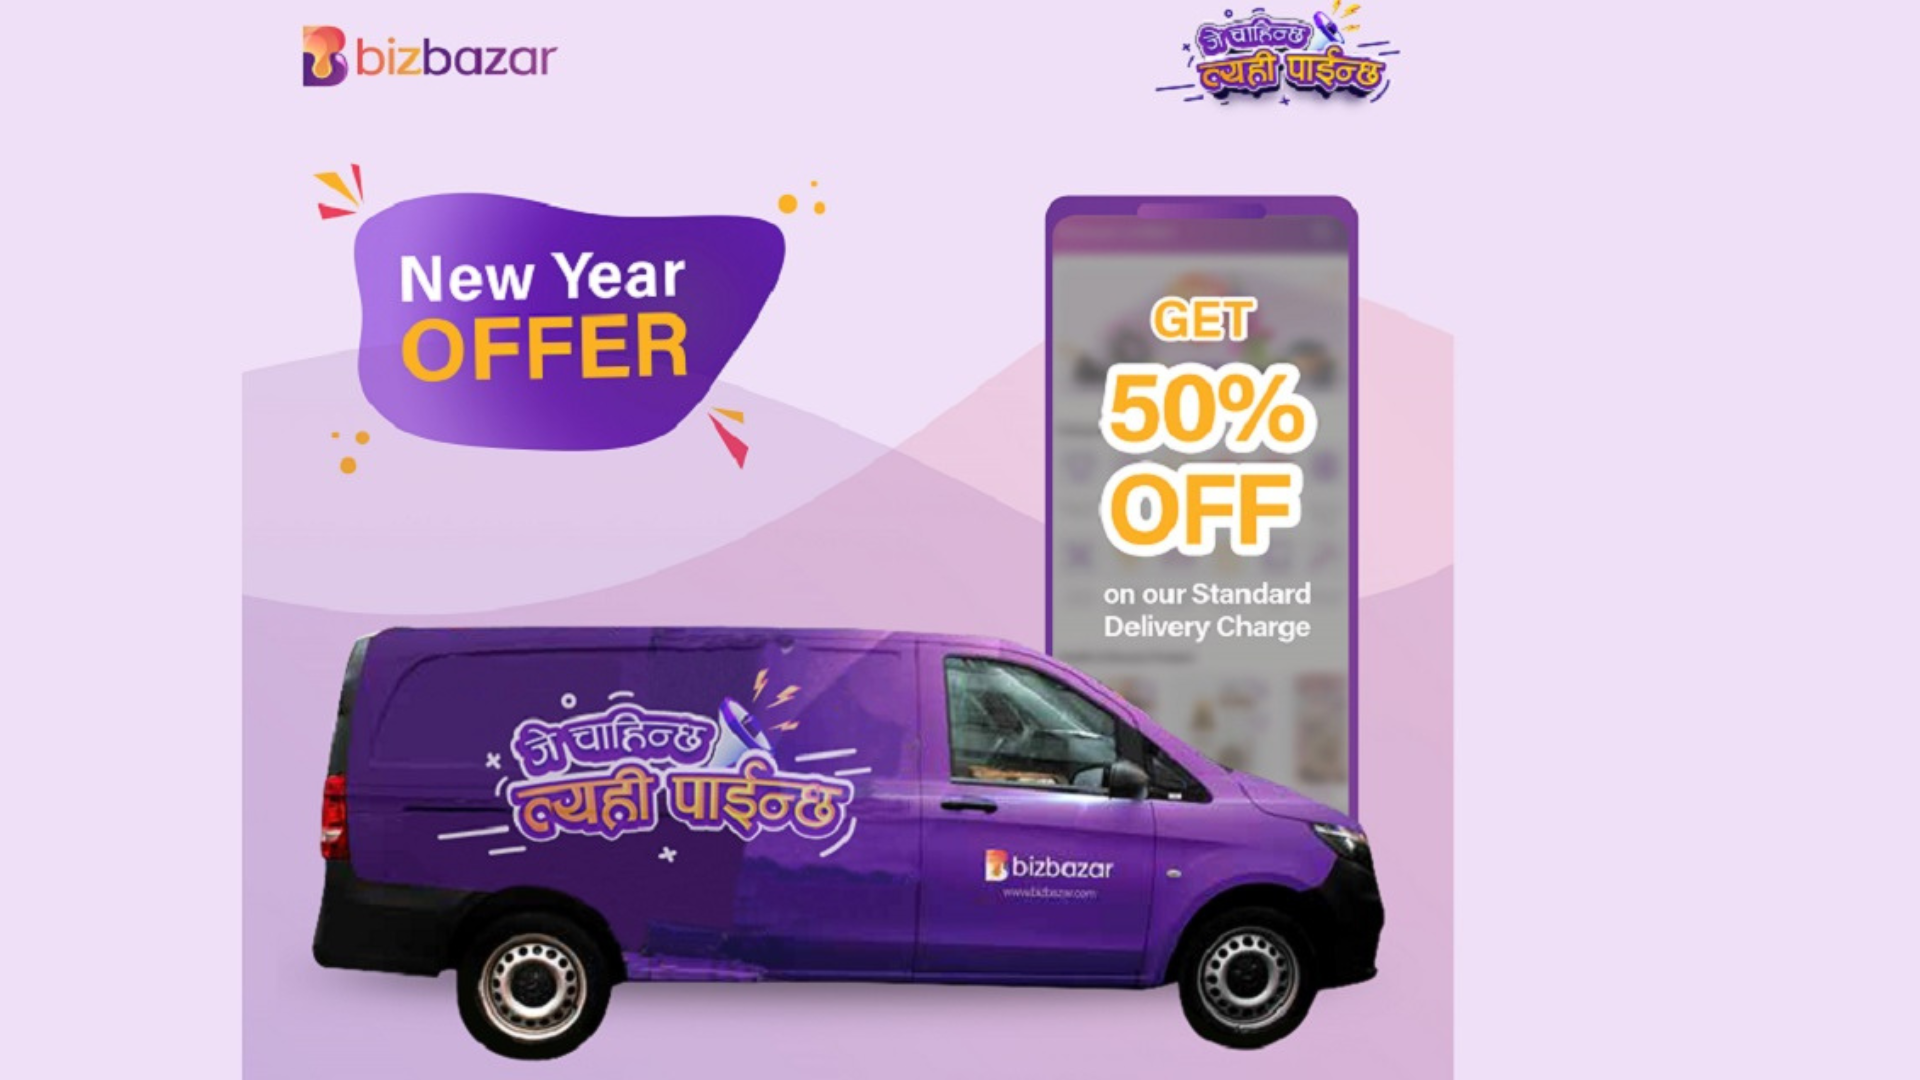 bizbazar
जे चाहिन्छ
त्यही पाईन्छ
New Year
OFFER
GET
50%
OFF
on our Standard
Delivery Charge
जे चाहिन्छ
त्यही पाईन्छ
bizbazar
www.bizbazar.com